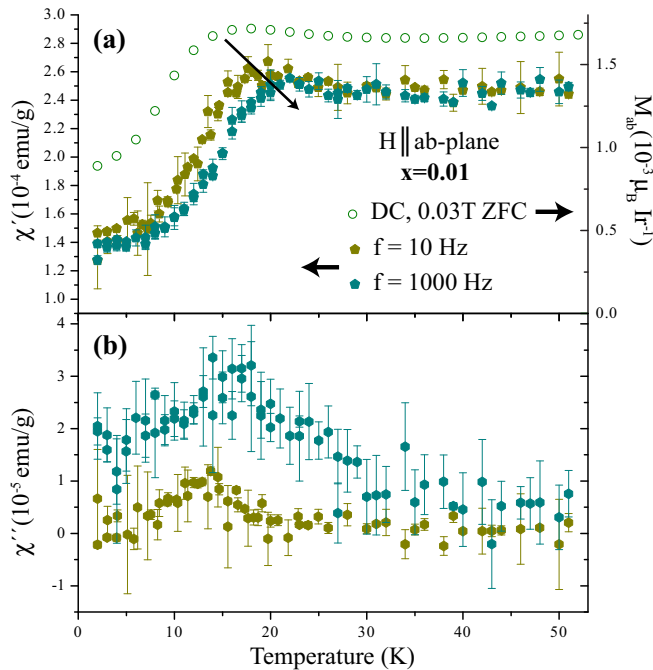 (a)
3.0
2.8
2.6
2.4
2.2
2.0
1.8
1.6
1.4
1.2
1.0
χ′(10⁻⁴ emu/g)
1.5
1.0
0.5
0.0
M_ab (10⁻³ μ_B Ir⁻¹)
H∥ab-plane
x=0.01
DC, 0.03T ZFC
f = 10 Hz
f = 1000 Hz
(b)
4
3
2
1
0
-1
χ′′(10⁻⁵ emu/g)
0 10 20 30 40 50
Temperature (K)